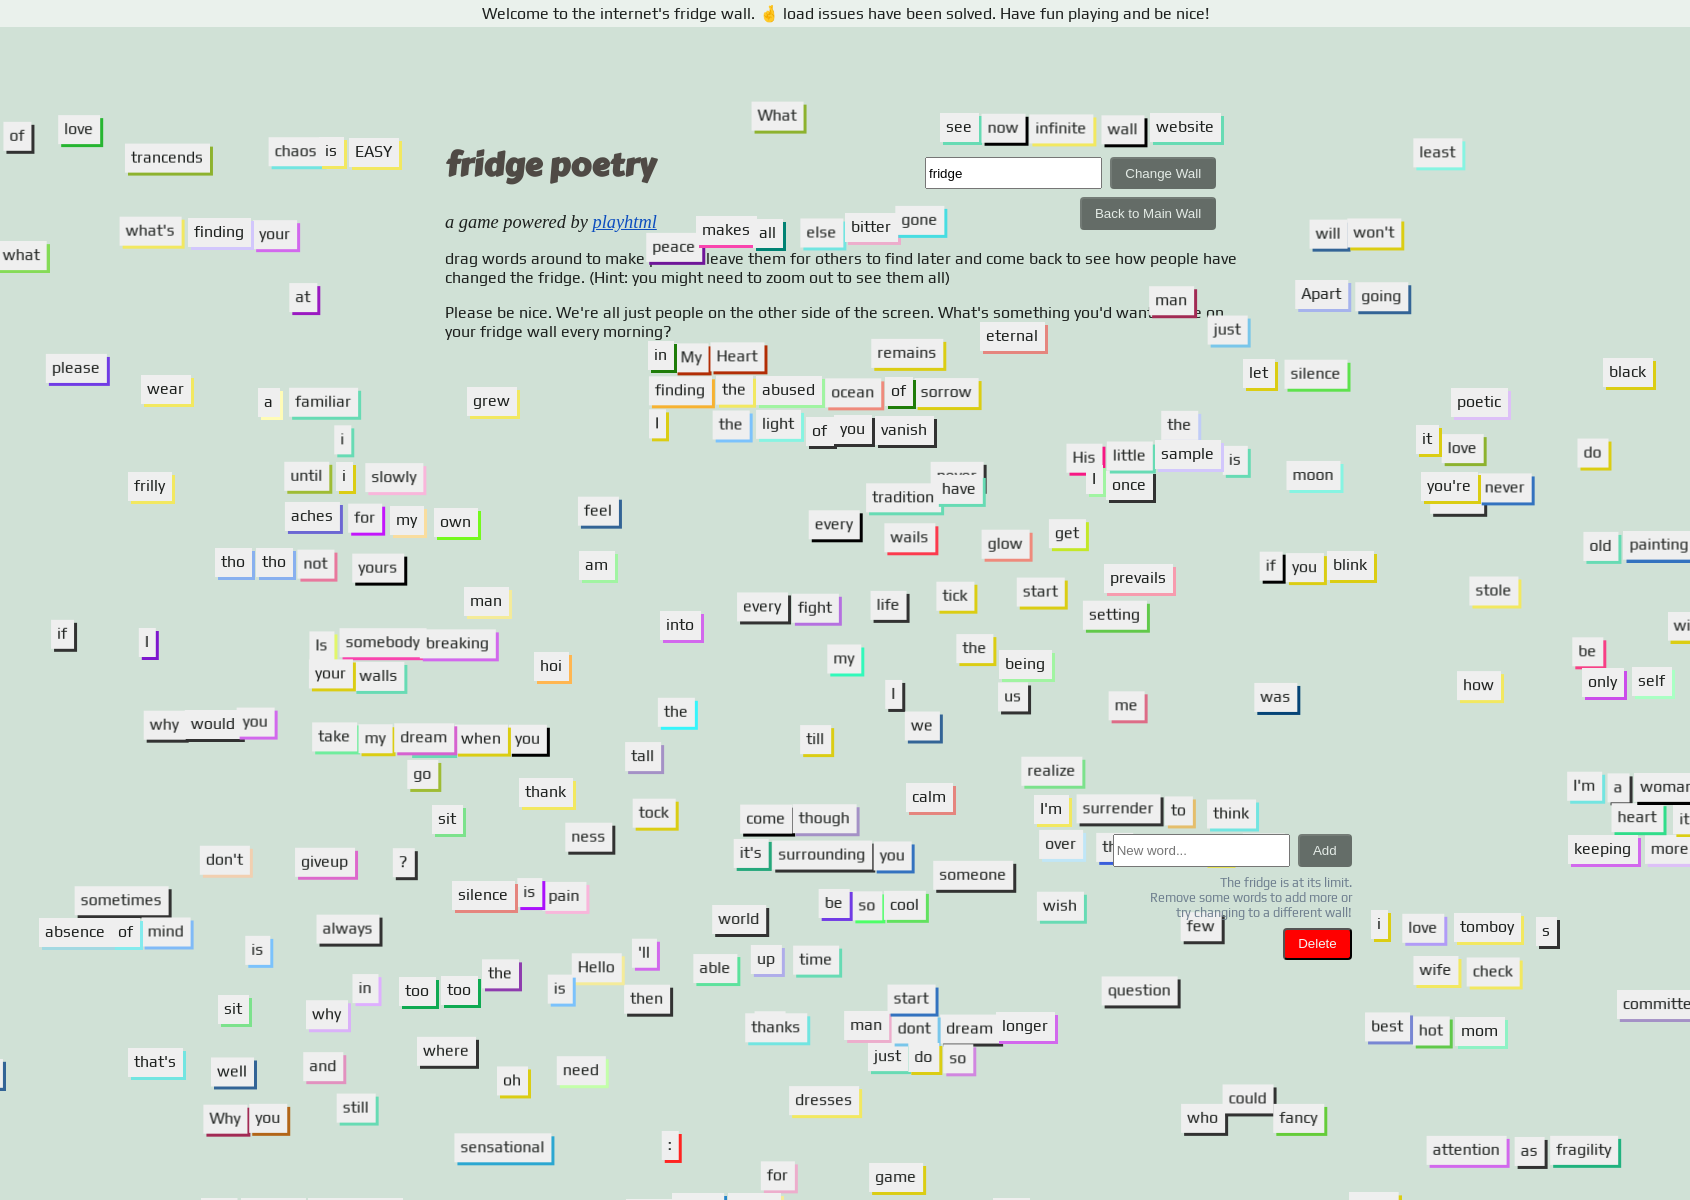 Welcome to the internet's fridge wall. 🤞 load issues have been solved. Have fun playing and be nice!
What
of love
see now infinite wall website
trancends
chaos is EASY
least
fridge poetry
fridge
Change Wall
Back to Main Wall
a game powered by playhtml
what's finding your
peace makes all else bitter gone
will won't
what
drag words around to make leave them for others to find later and come back to see how people have
changed the fridge. (Hint: you might need to zoom out to see them all)
at
man
Apart going
Please be nice. We're all just people on the other side of the screen. What's something you'd on
your fridge wall every morning?
just
eternal
in My Heart
remains
please
let silence
black
wear
finding the abused ocean of sorrow
a familiar
grew
poetic
I the light of you vanish
the
i
it love
do
His little sample is
until i slowly
moon
I once
frilly
never
tradition have
you're never
feel
aches for my own
every
wails
glow
get
old painting
tho tho not yours
am
if you blink
prevails
man
every fight
life
tick
start
stole
setting
into
if
I
Is somebody breaking
your walls
hoi
my
the
being
be
only self
how
I
us
me
was
why would you
the
we
take my dream when you
till
tall
go
realize
thank
calm
I'm a woman
sit
tock
come though
I'm surrender to think
heart it
ness
over
New word...
Add
don't
giveup
?
it's surrounding you
keeping more
someone
The fridge is at its limit.
Remove some words to add more or
try changing to a different wall!
sometimes
silence is pain
be so cool
wish
absence of mind
always
world
few
i love tomboy s
Delete
is
'll
able
up
time
Hello
the
wife check
in
too too
is
then
start
question
sit
why
thanks
man dont dream longer
committe
best hot mom
where
just do so
that's
well
and
oh
need
still
dresses
could
Why you
who fancy
sensational
:
attention as fragility
for
game